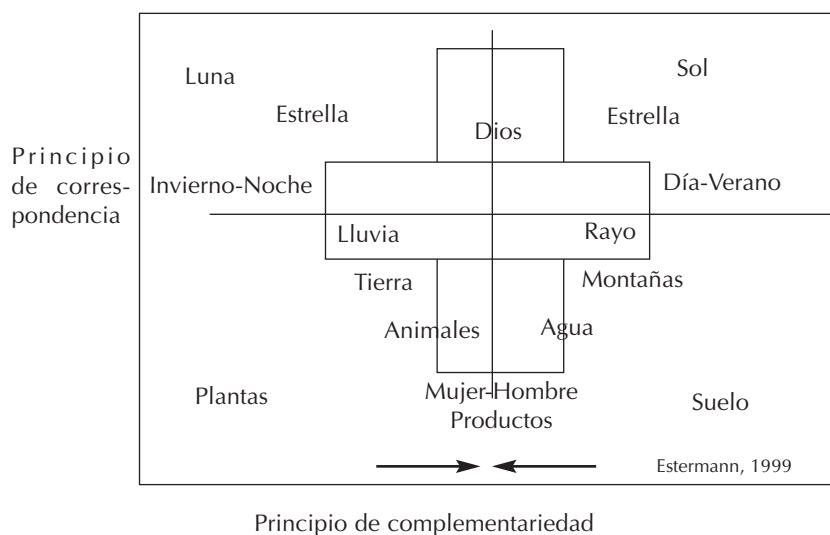 Luna
Sol
Estrella
Estrella
Dios
Principio
de corres-
pondencia
Invierno-Noche
Día-Verano
Lluvia
Rayo
Tierra
Montañas
Animales
Agua
Plantas
Mujer-Hombre
Productos
Suelo
Estermann, 1999
Principio de complementariedad